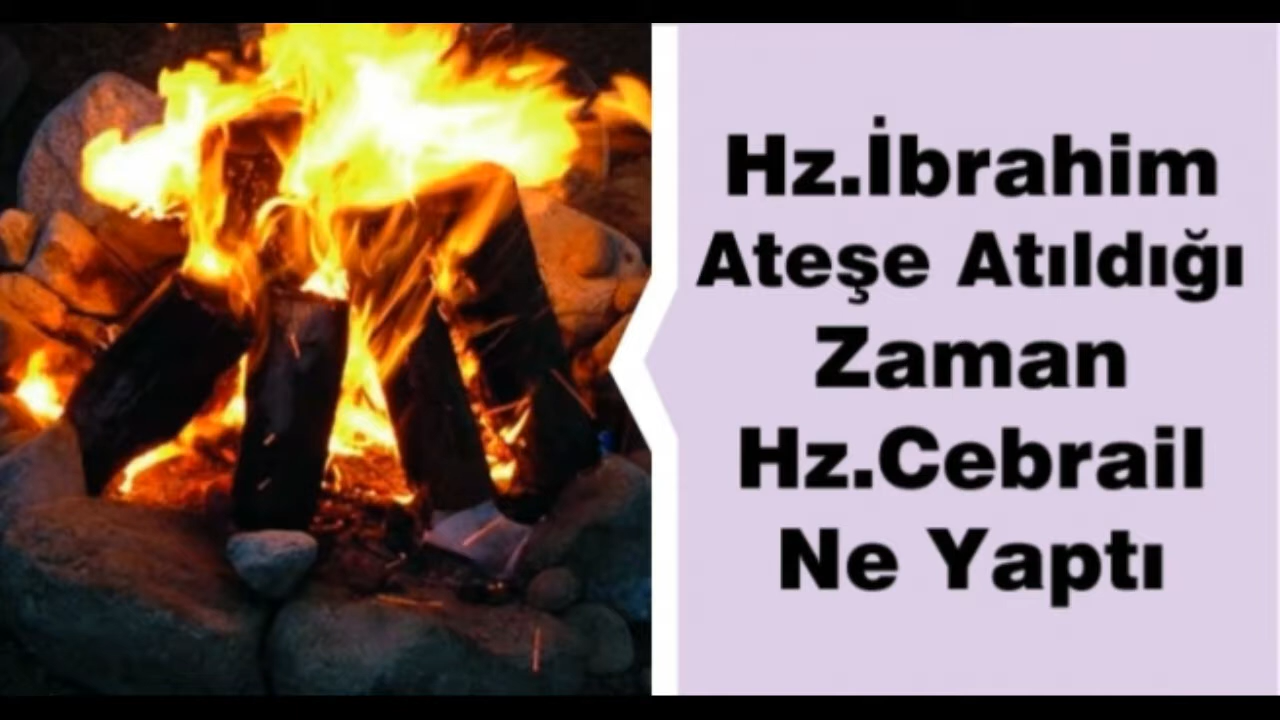 Hz.İbrahim
Ateşe Atıldığı
Zaman
Hz.Cebrail
Ne Yaptı